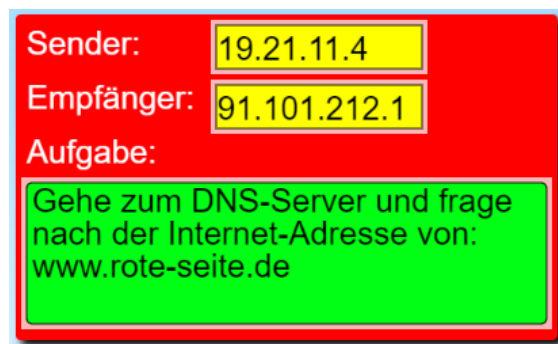 Sender: 19.21.11.4
Empfänger: 91.101.212.1
Aufgabe:
Gehe zum DNS-Server und frage
nach der Internet-Adresse von:
www.rote-seite.de